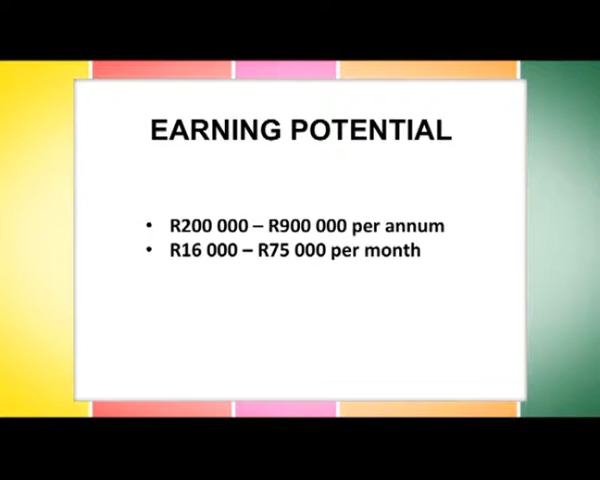 EARNING POTENTIAL
• R200 000 – R900 000 per annum
• R16 000 – R75 000 per month